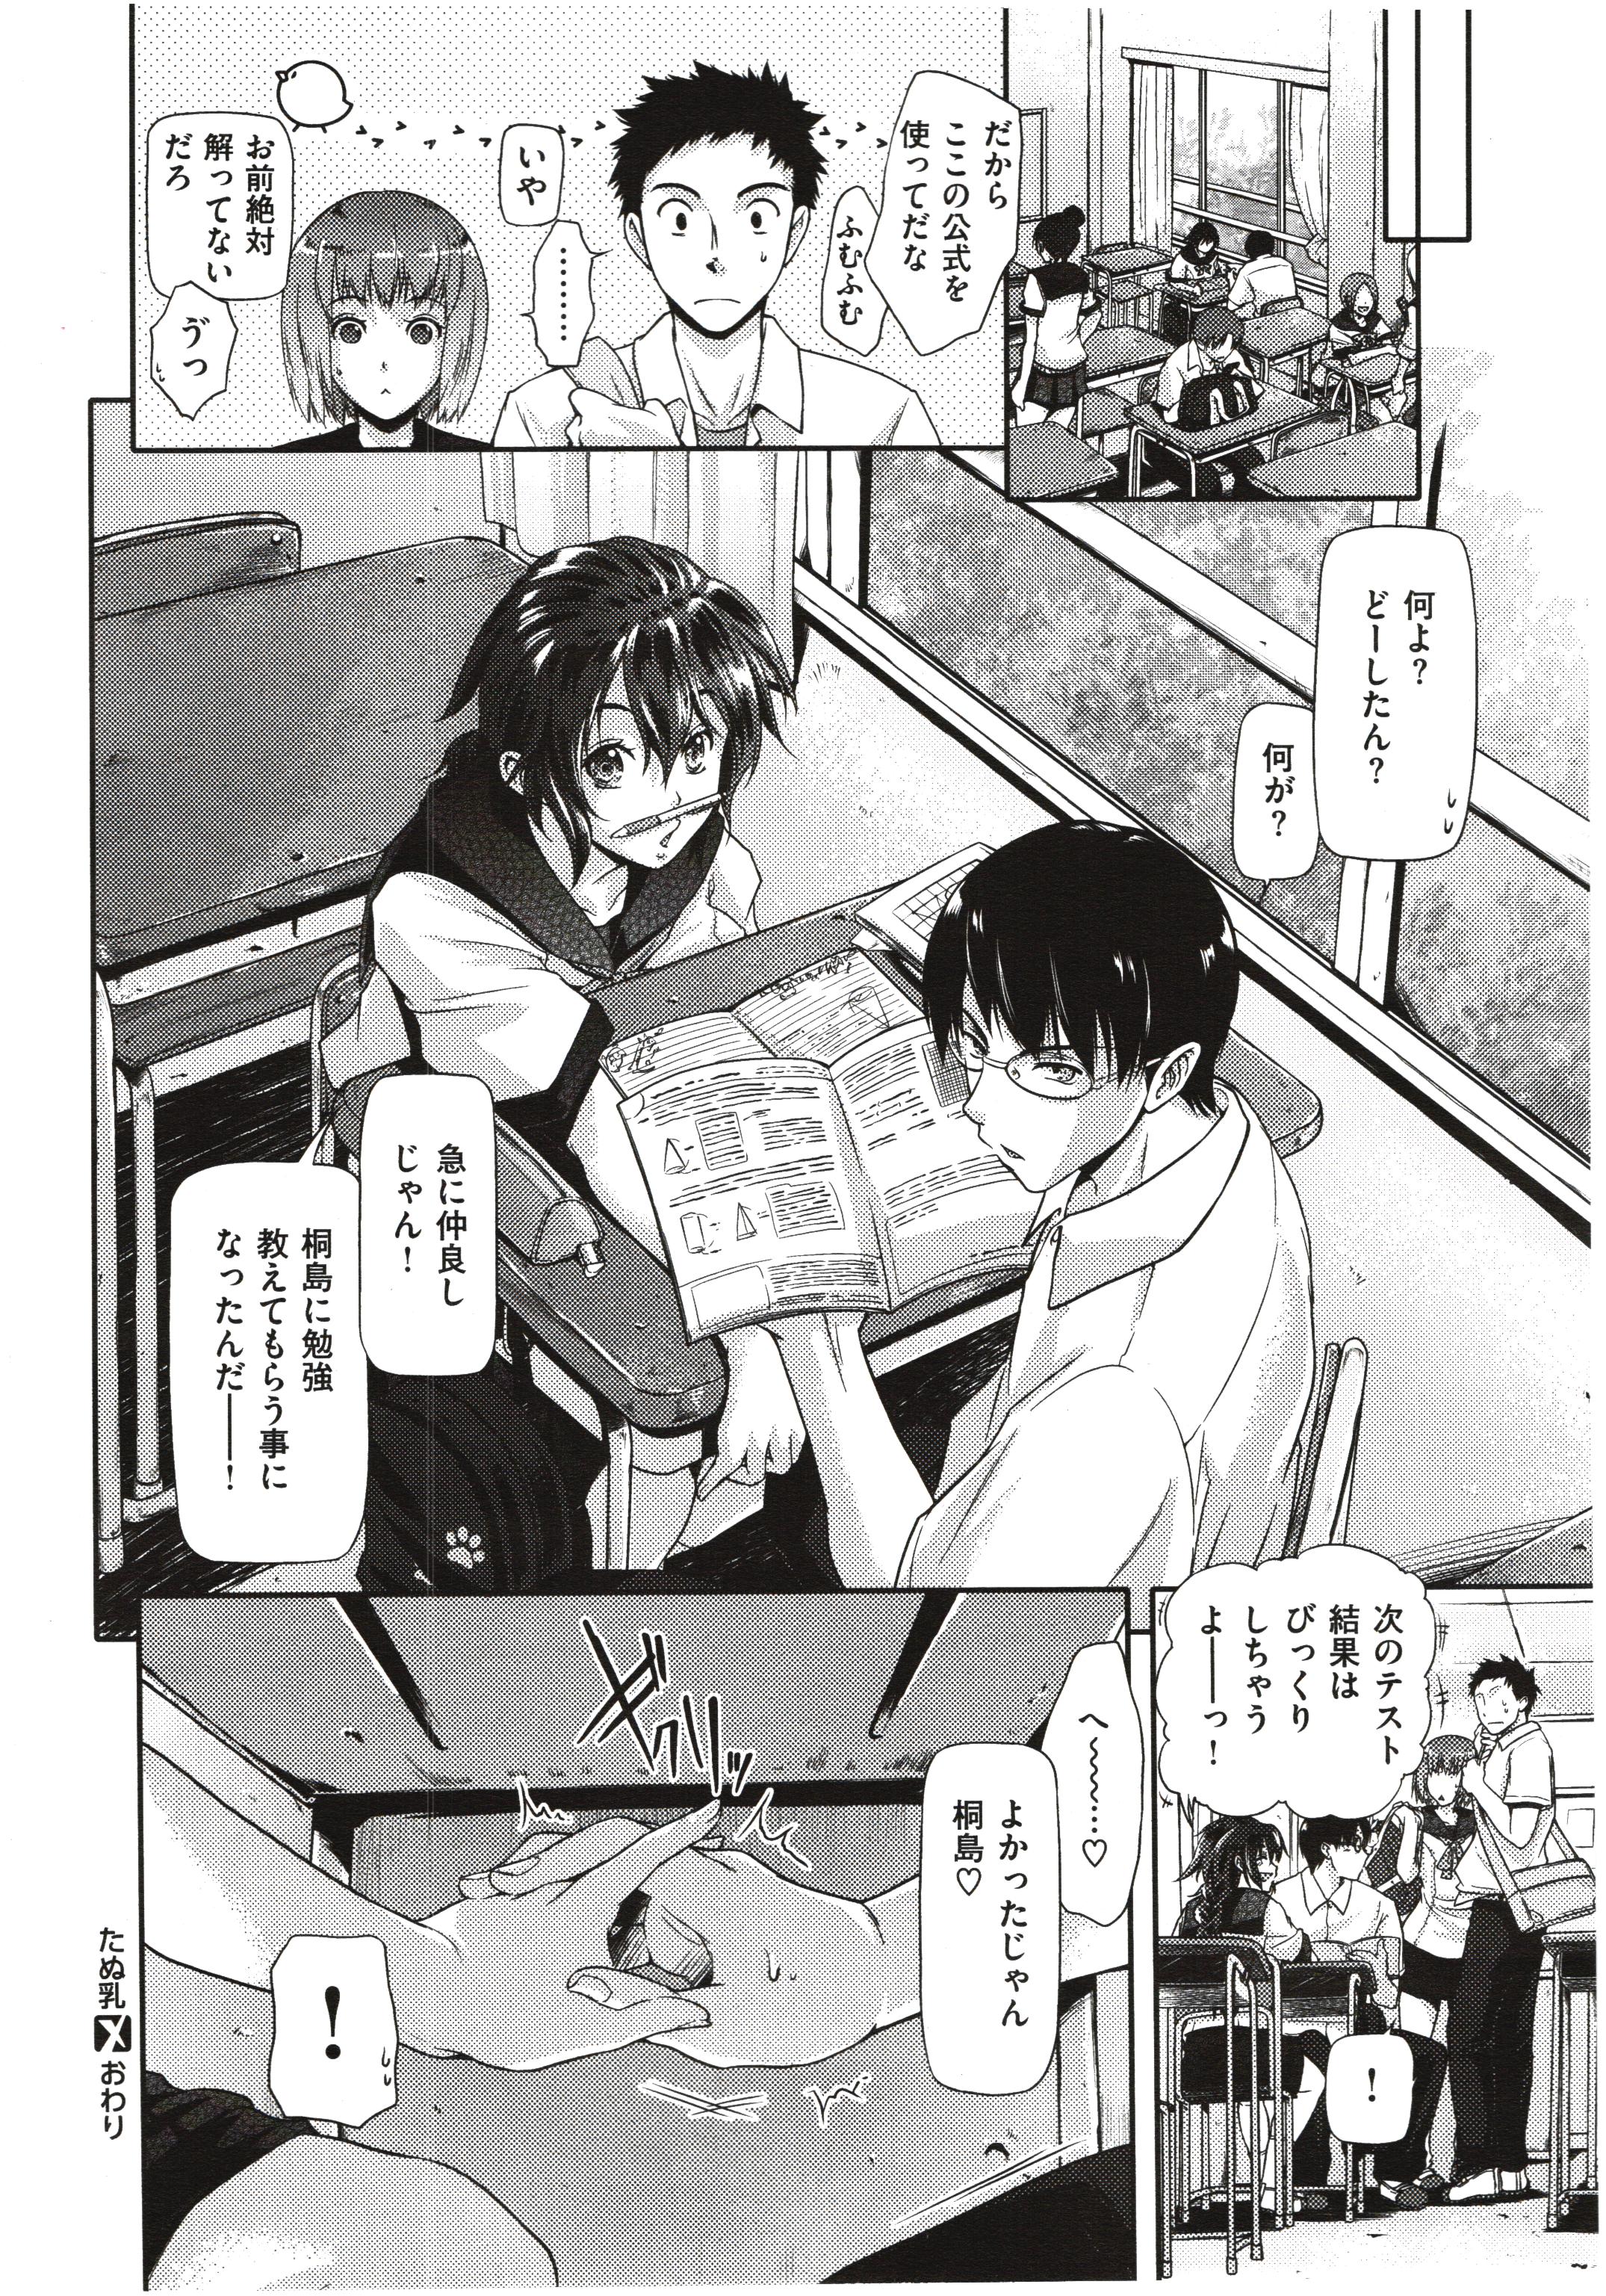 だから
ここの公式を
使ってだな
ふむふむ
いや
………
お前絶対
解ってない
だろ
ゔっ
何よ？
どーしたん？
何が？
急に仲良し
じゃん！
桐島に勉強
教えてもらう事に
なったんだ――！
次のテスト
結果は
びっくり
しちゃう
よ――っ！
！
へ～～～…♡
よかったじゃん
桐島♡
ギクリッ
！
たぬ乳X おわり